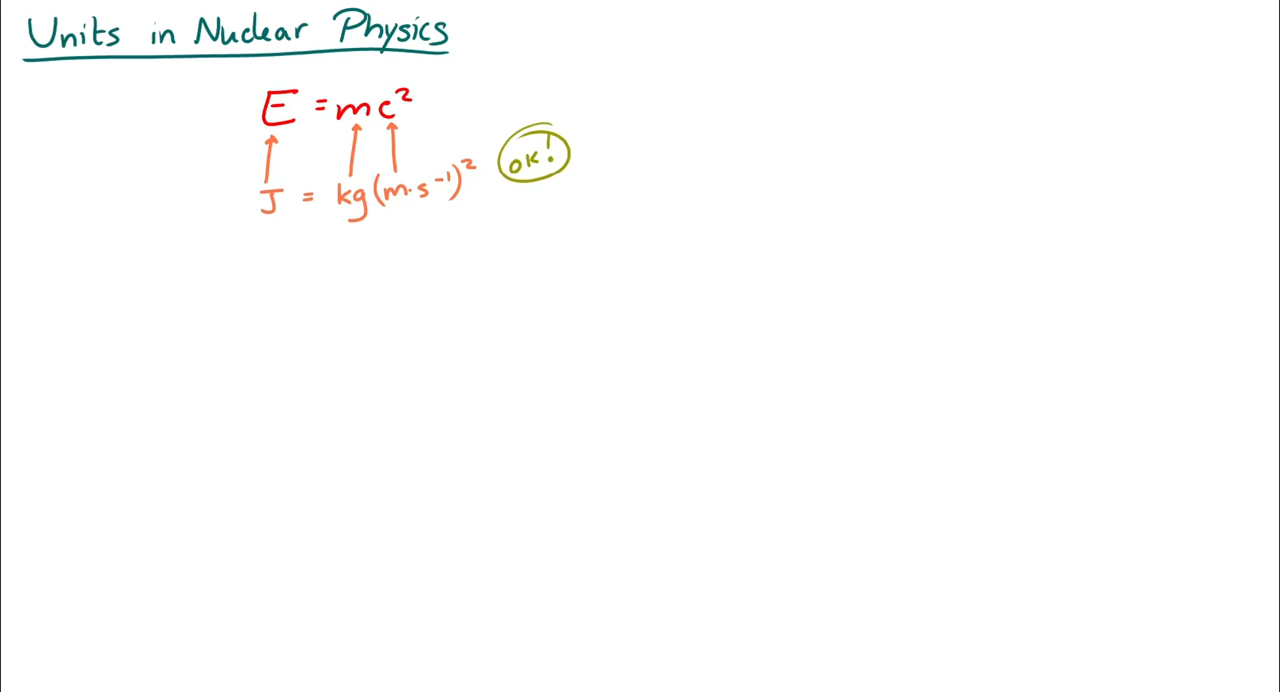 Units in Nuclear Physics
E = mc²
J = kg (m·s⁻¹)²
OK!